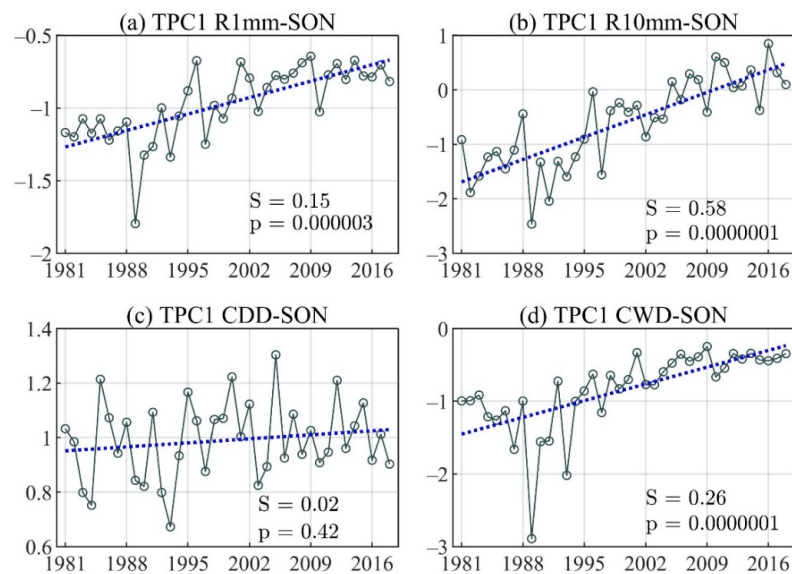 (a) TPC1 R1mm-SON
−0.5
−1
−1.5
−2
S = 0.15
p = 0.000003
1981 1988 1995 2002 2009 2016
(b) TPC1 R10mm-SON
1
0
−1
−2
−3
S = 0.58
p = 0.0000001
1981 1988 1995 2002 2009 2016
(c) TPC1 CDD-SON
1.4
1.2
1
0.8
0.6
S = 0.02
p = 0.42
1981 1988 1995 2002 2009 2016
(d) TPC1 CWD-SON
0
−1
−2
−3
S = 0.26
p = 0.0000001
1981 1988 1995 2002 2009 2016